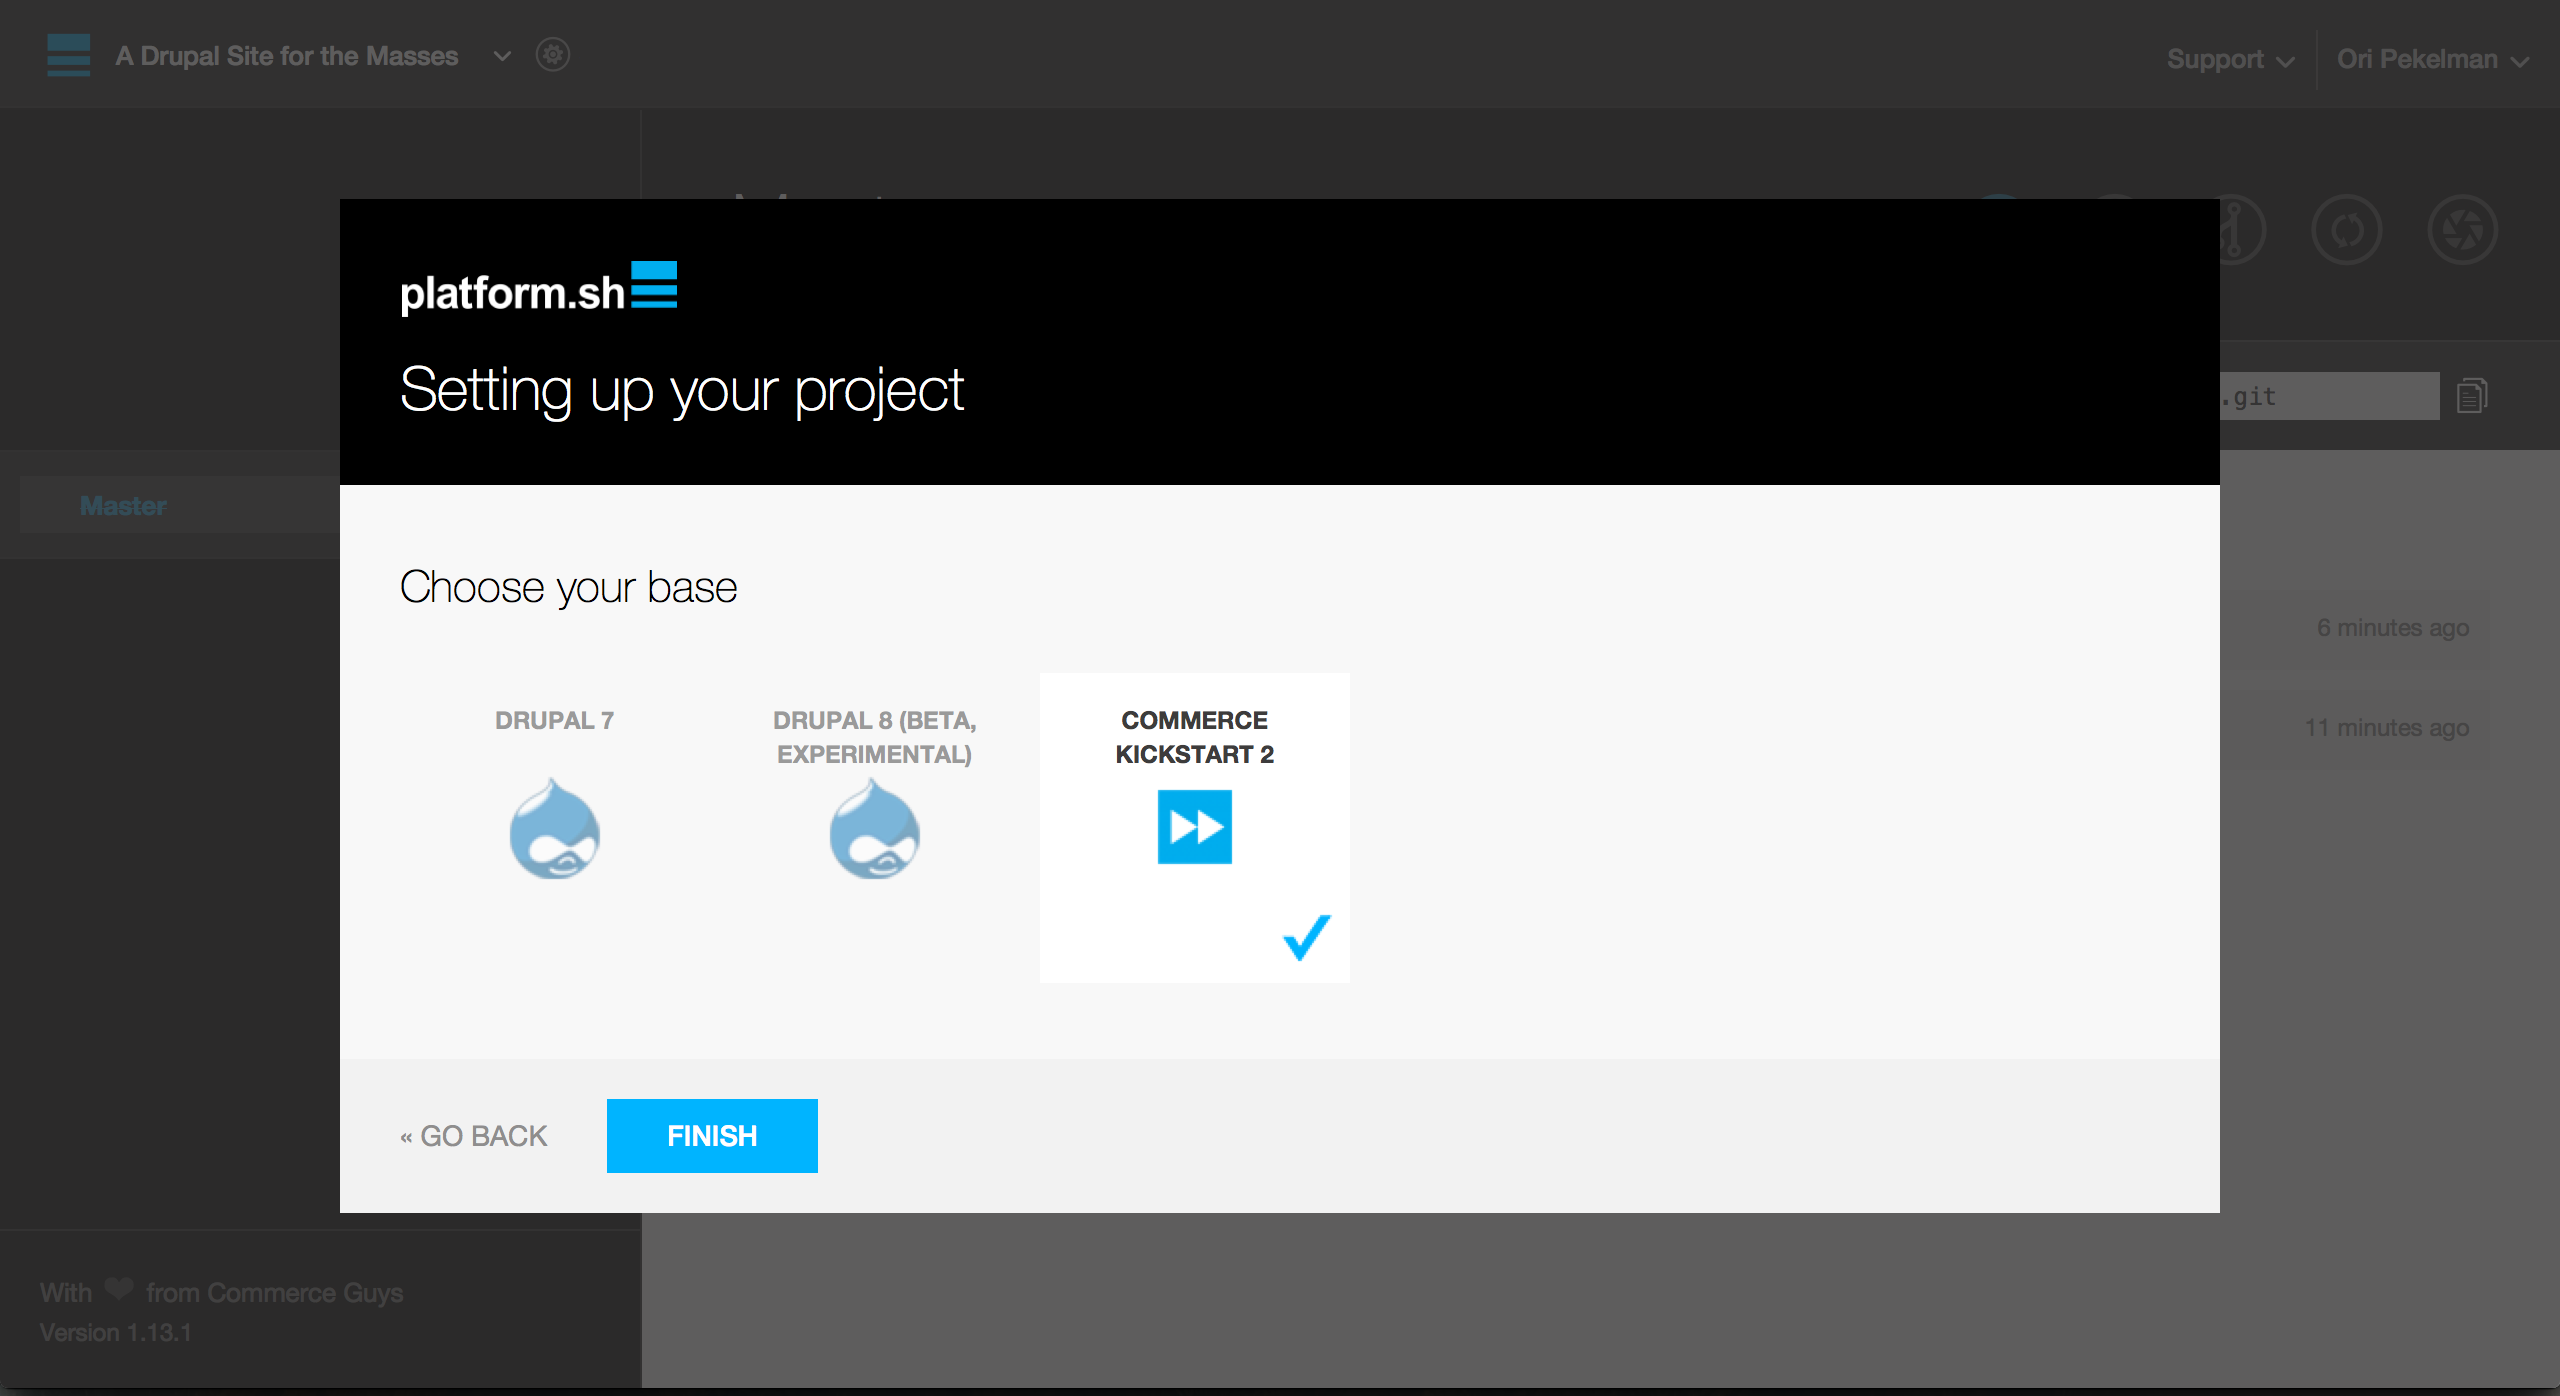 A Drupal Site for the Masses
Support
Ori Pekelman
platform.sh
Setting up your project
.git
Master
Choose your base
6 minutes ago
DRUPAL 7
DRUPAL 8 (BETA,
EXPERIMENTAL)
COMMERCE
KICKSTART 2
11 minutes ago
« GO BACK
FINISH
With ❤ from Commerce Guys
Version 1.13.1